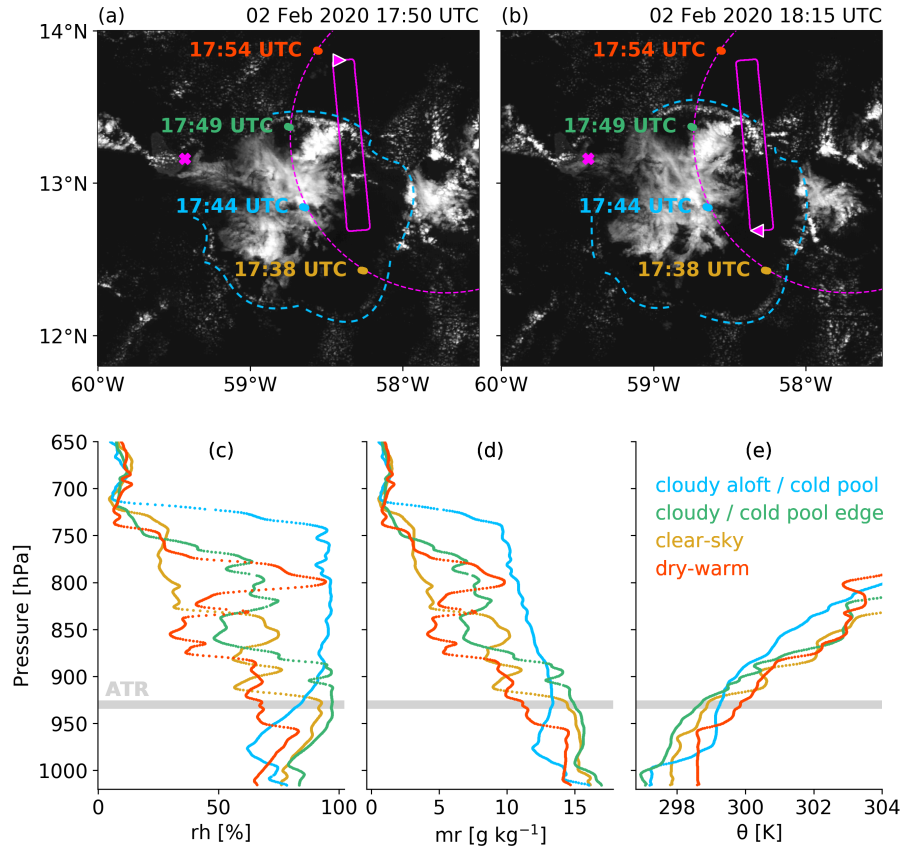 (a) 02 Feb 2020 17:50 UTC
(b) 02 Feb 2020 18:15 UTC
14°N
13°N
12°N
17:54 UTC
17:49 UTC
17:44 UTC
17:38 UTC
17:54 UTC
17:49 UTC
17:44 UTC
17:38 UTC
60°W 59°W 58°W
60°W 59°W 58°W
(c)
(d)
(e)
Pressure [hPa]
650
700
750
800
850
900
950
1000
ATR
cloudy aloft / cold pool
cloudy / cold pool edge
clear-sky
dry-warm
0 50 100
rh [%]
0 5 10 15
mr [g kg⁻¹]
298 300 302 304
θ [K]